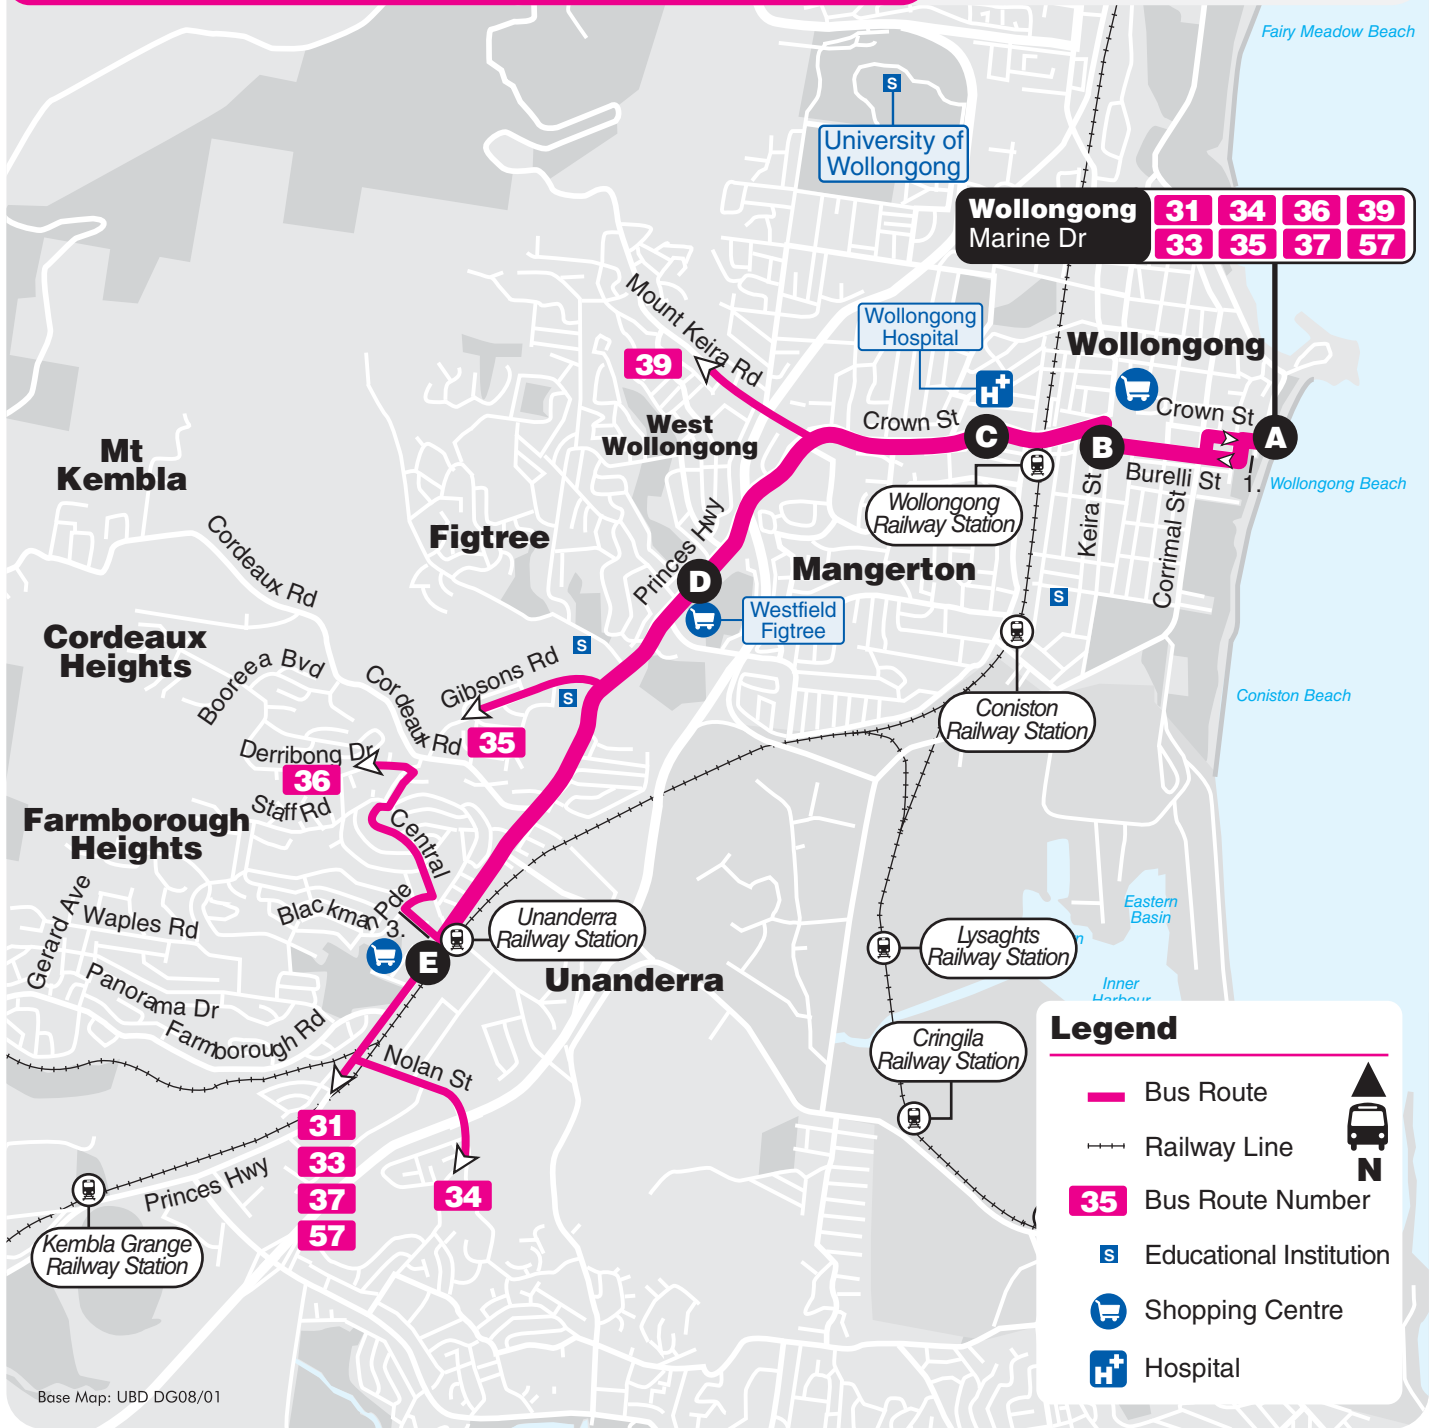 Fairy Meadow Beach
S
University of
Wollongong
Wollongong
Marine Dr
31 34 36 39
33 35 37 57
Mount Keira Rd
39
Wollongong
Hospital
H+
Wollongong
Crown St
Crown St
West
Wollongong
A
B
C
Burelli St
1.
Wollongong Beach
Wollongong
Railway Station
Keira St
Corrimal St
Mt
Kembla
Cordeaux Rd
Figtree
Princes Hwy
D
Mangerton
Westfield
Figtree
S
Cordeaux
Heights
Booreea Bvd
S
Gibsons Rd
S
Cordeaux Rd
35
Coniston
Railway Station
Coniston Beach
Derribong Dr
36
Staff Rd
Farmborough
Heights
Central
Gerard Ave
Waples Rd
Blackman Pde
3.
E
Unanderra
Railway Station
Unanderra
Eastern
Basin
Lysaghts
Railway Station
Inner
Harbour
Panorama Dr
Farmborough Rd
Nolan St
Cringila
Railway Station
31
33
37
57
34
Princes Hwy
Kembla Grange
Railway Station
Legend
Bus Route
Railway Line
N
35 Bus Route Number
S Educational Institution
Shopping Centre
H+ Hospital
Base Map: UBD DG08/01